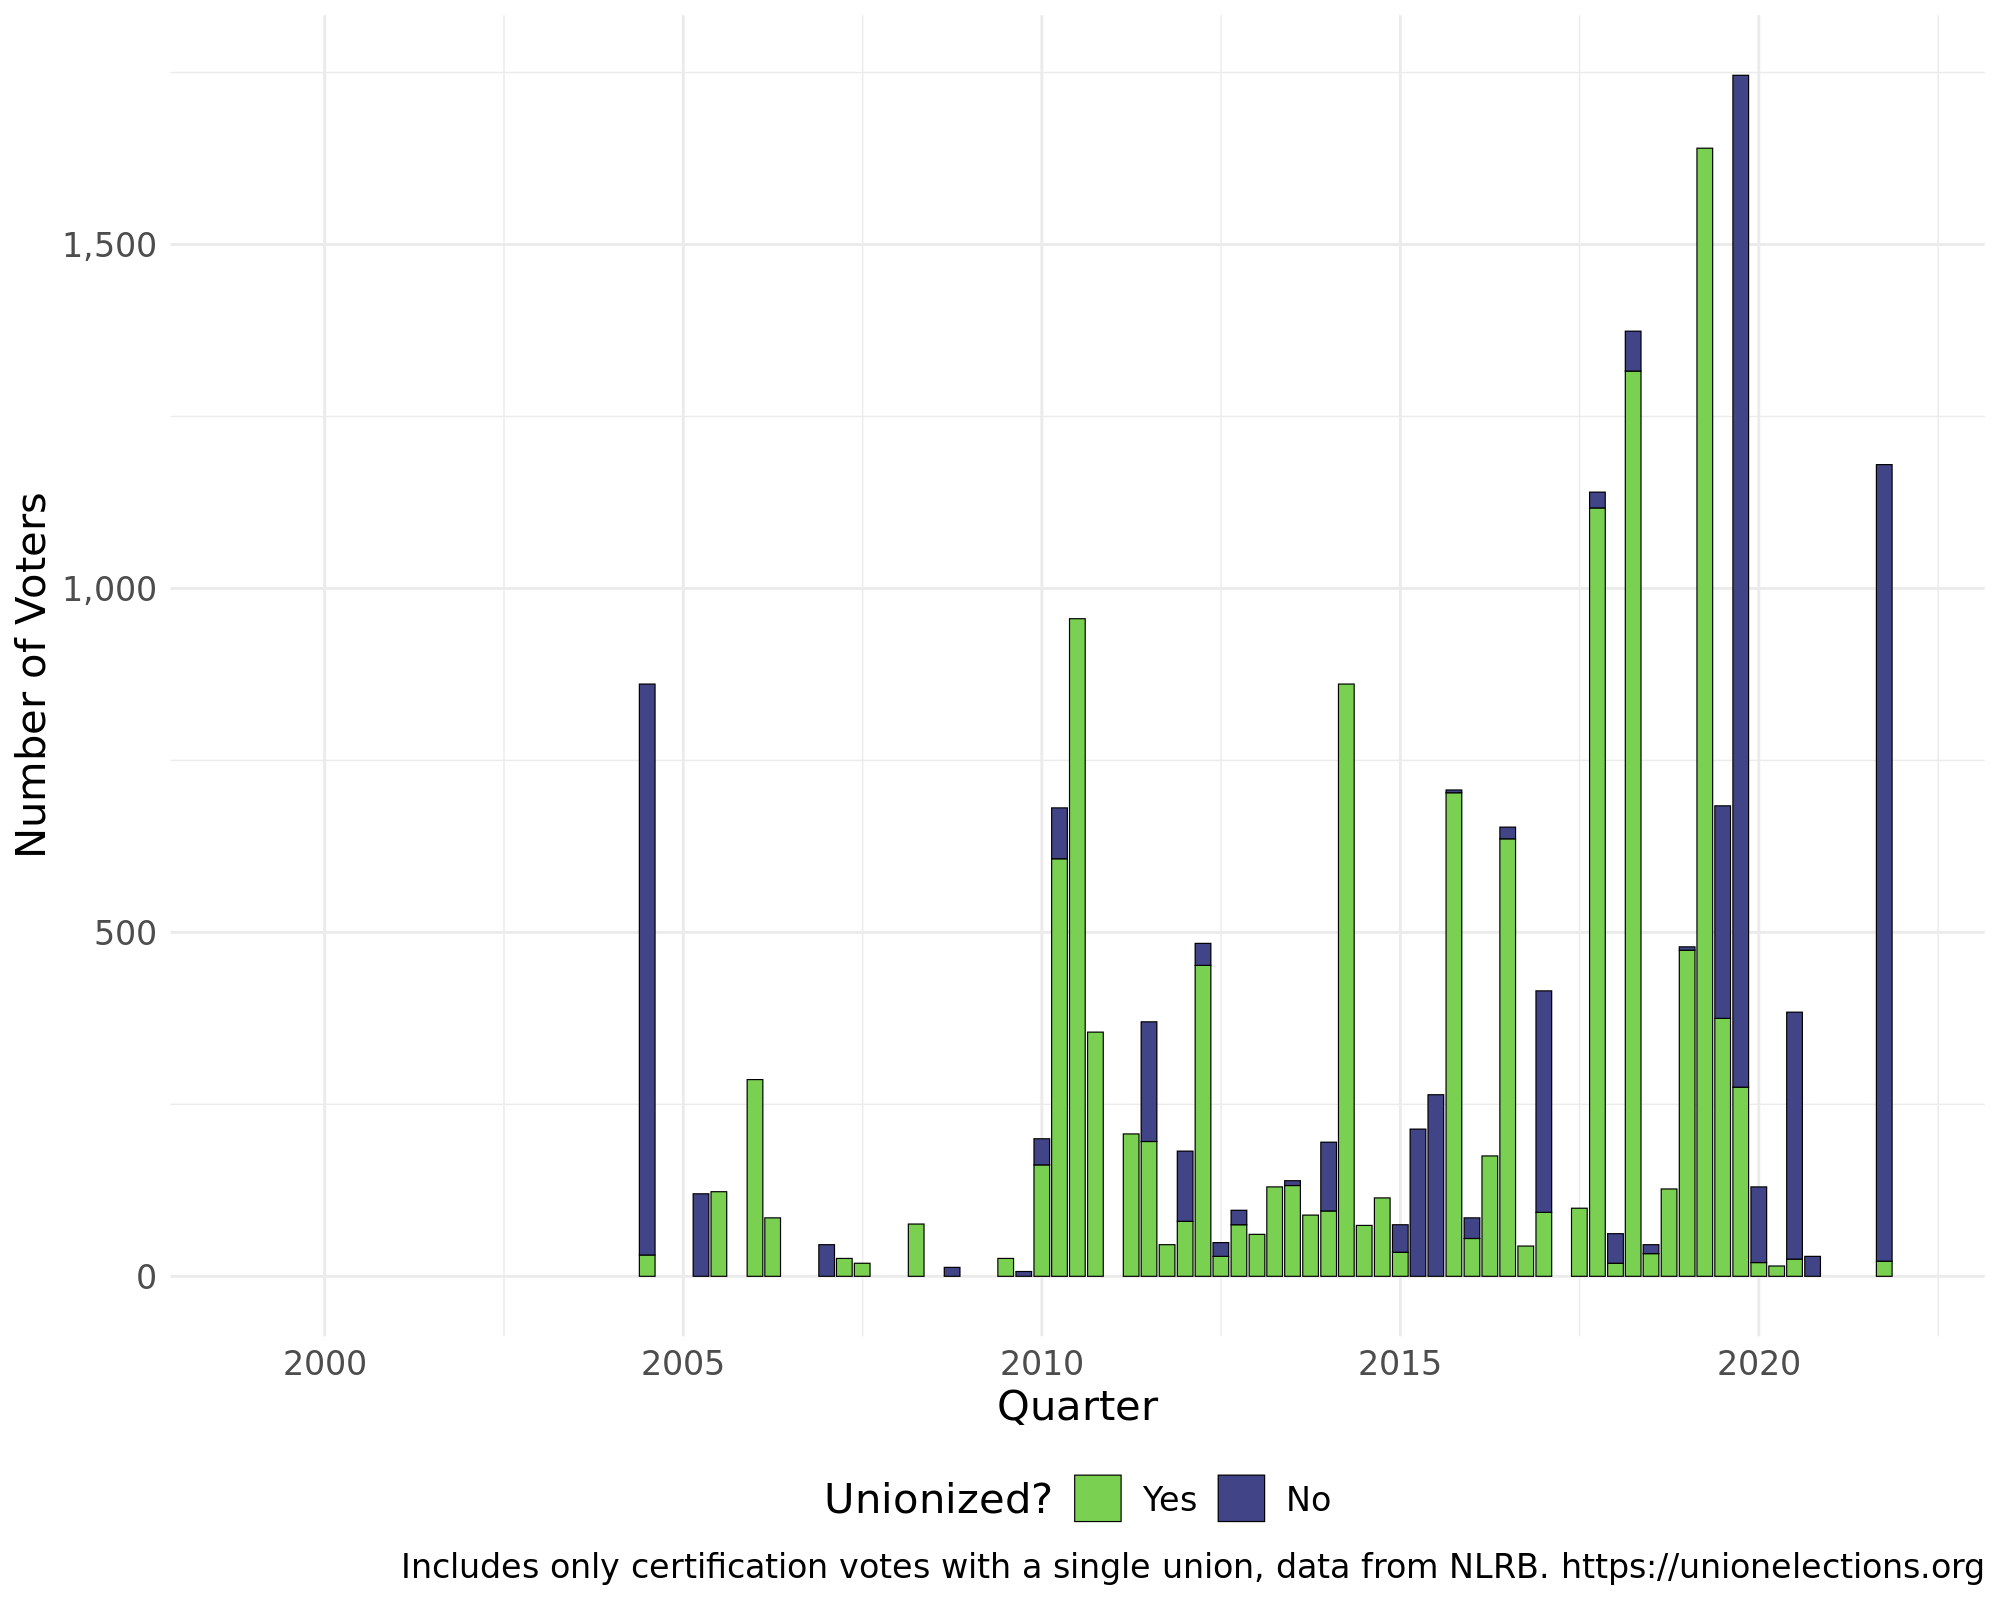 1,500
1,000
500
0
Number of Voters
2000 2005 2010 2015 2020
Quarter
Unionized? Yes No
Includes only certification votes with a single union, data from NLRB. https://unionelections.org